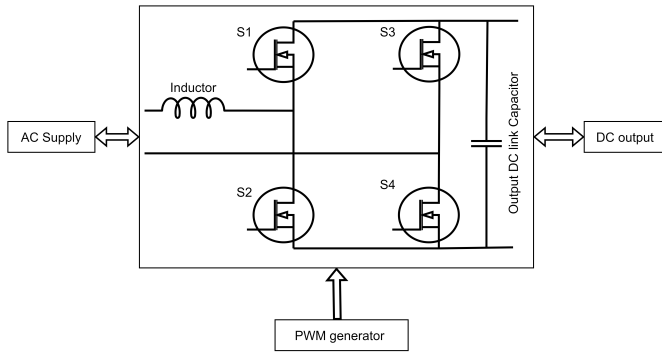 S1
S3
Inductor
AC Supply
Output DC link Capacitor
DC output
S2
S4
PWM generator